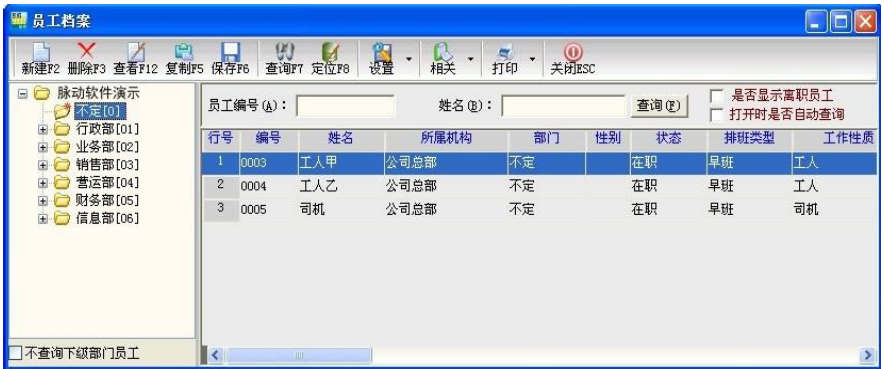 员工档案
新建F2 删除F3 查看F12 复制F5 保存F6 查询F7 定位F8 设置 相关 打印 关闭ESC
脉动软件演示
不定[0]
行政部[01]
业务部[02]
销售部[03]
营运部[04]
财务部[05]
信息部[06]
不查询下级部门员工
员工编号(A): 姓名(B): 查询(F) 是否显示离职员工
打开时是否自动查询
行号 编号 姓名 所属机构 部门 性别 状态 排班类型 工作性质
1 0003 工人甲 公司总部 不定 在职 早班 工人
2 0004 工人乙 公司总部 不定 在职 早班 工人
3 0005 司机 公司总部 不定 在职 早班 司机